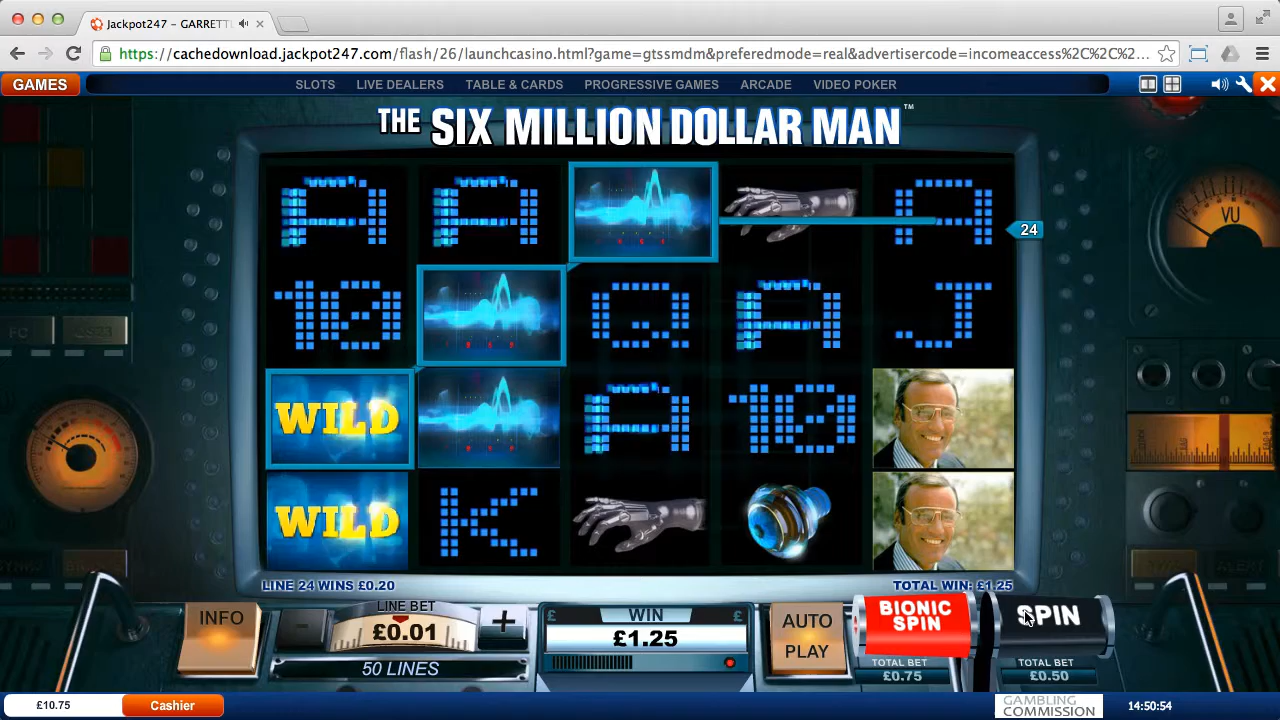 Jackpot247 – GARRETT
https://cachedownload.jackpot247.com/flash/26/launchcasino.html?game=gtssmdm&preferedmode=real&advertisercode=incomeaccess%2C%2C%2...
GAMES SLOTS LIVE DEALERS TABLE & CARDS PROGRESSIVE GAMES ARCADE VIDEO POKER
THE SIX MILLION DOLLAR MAN™
VU
A A A
24
10 Q A J
WILD A 10
WILD K
LINE 24 WINS £0.20 TOTAL WIN: £1.25
INFO
LINE BET
£0.01
+
50 LINES
£ WIN £
£1.25
AUTO PLAY
BIONIC
SPIN
TOTAL BET
£0.75
SPIN
TOTAL BET
£0.50
£10.75 Cashier
GAMBLING
COMMISSION
14:50:54